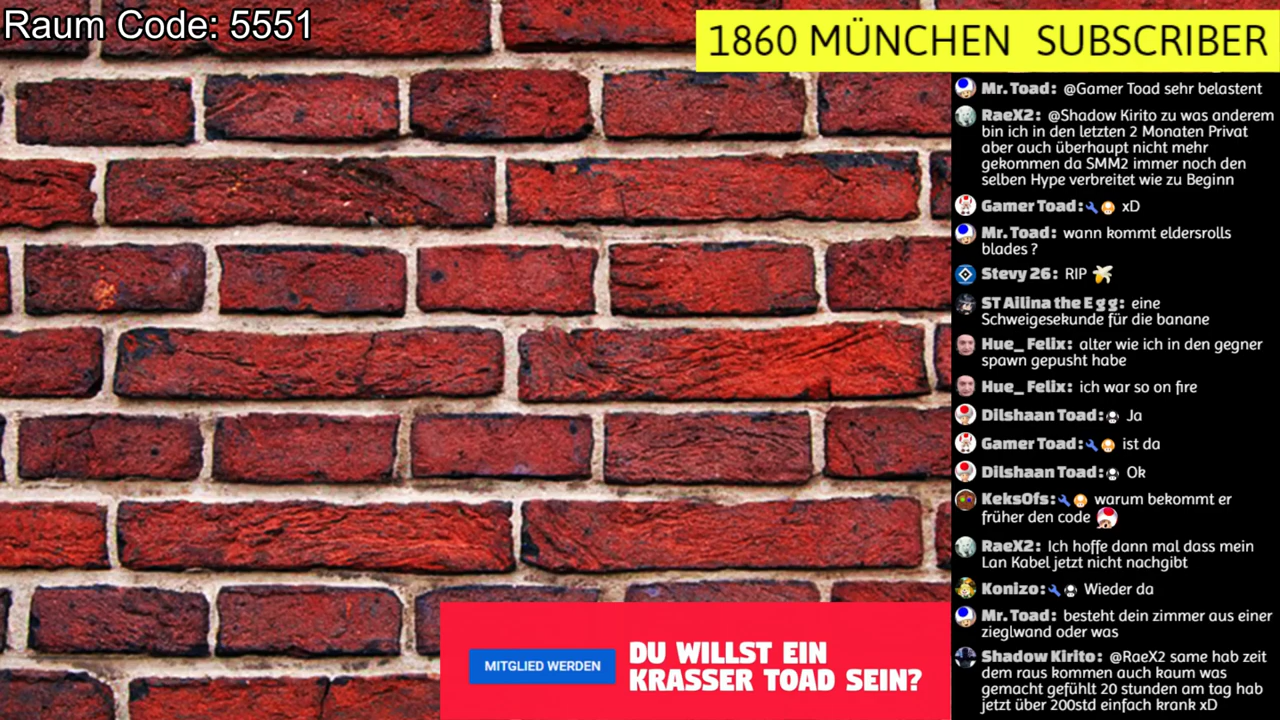 Raum Code: 5551
1860 MÜNCHEN SUBSCRIBER
Mr. Toad: @Gamer Toad sehr belastent
RaeX2: @Shadow Kirito zu was anderem
bin ich in den letzten 2 Monaten Privat
aber auch überhaupt nicht mehr
gekommen da SMM2 immer noch den
selben Hype verbreitet wie zu Beginn
Gamer Toad: xD
Mr. Toad: wann kommt eldersrolls
blades ?
Stevy 26: RIP
ST Ailina the E g g: eine
Schweigesekunde für die banane
Hue_ Felix: alter wie ich in den gegner
spawn gepusht habe
Hue_ Felix: ich war so on fire
Dilshaan Toad: Ja
Gamer Toad: ist da
Dilshaan Toad: Ok
KeksOfs: warum bekommt er
früher den code
RaeX2: Ich hoffe dann mal dass mein
Lan Kabel jetzt nicht nachgibt
Konizo: Wieder da
Mr. Toad: besteht dein zimmer aus einer
zieglwand oder was
Shadow Kirito: @RaeX2 same hab zeit
dem raus kommen auch kaum was
gemacht gefühlt 20 stunden am tag hab
jetzt über 200std einfach krank xD
MITGLIED WERDEN
DU WILLST EIN
KRASSER TOAD SEIN?